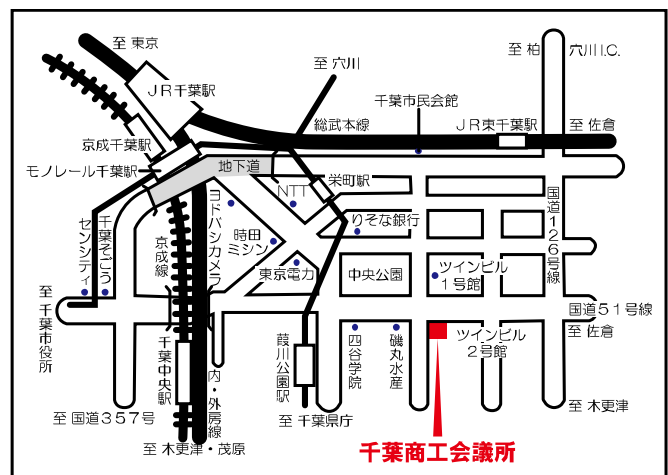 至 東京
至 柏
穴川I.C.
至 穴川
JR千葉駅
千葉市民会館
総武本線
JR東千葉駅
至 佐倉
京成千葉駅
モノレール千葉駅
地下道
栄町駅
NTT
国道126号線
ヨドバシカメラ
りそな銀行
時田
ミシン
千葉そごう
センシティ
京成線
東京電力
中央公園
ツインビル
1号館
至 千葉市役所
国道51号線
至 佐倉
千葉中央駅
内・外房線
葭川公園駅
四谷学院
磯丸水産
ツインビル
2号館
至 国道357号
至 千葉県庁
至 木更津
至 木更津・茂原
千葉商工会議所